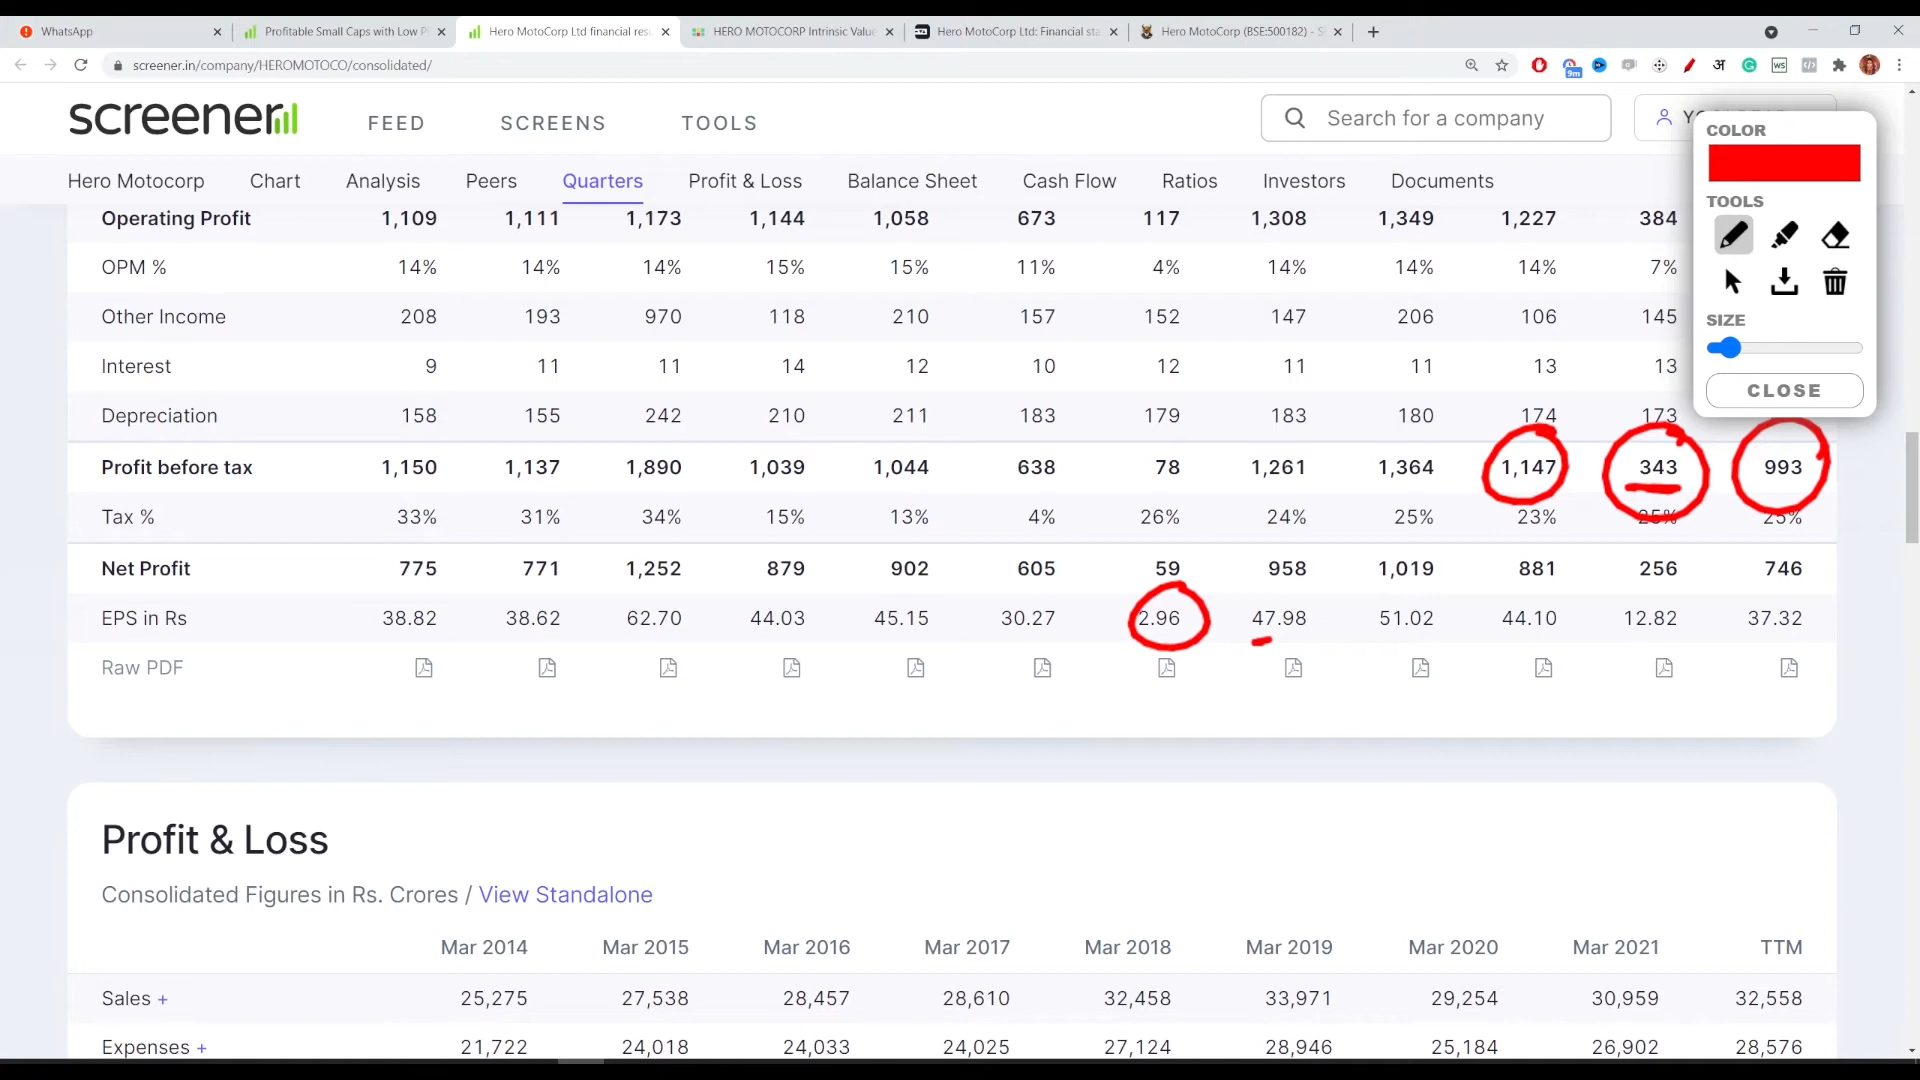 WhatsApp
Profitable Small Caps with Low P
Hero MotoCorp Ltd financial resu
HERO MOTOCORP Intrinsic Value
Hero MotoCorp Ltd: Financial sta
Hero MotoCorp (BSE:500182) - S
screener.in/company/HEROMOTOCO/consolidated/
9m
अ
WS
screener
FEED SCREENS TOOLS
Search for a company
COLOR
TOOLS
SIZE
CLOSE
Hero Motocorp Chart Analysis Peers Quarters Profit & Loss Balance Sheet Cash Flow Ratios Investors Documents
Operating Profit 1,109 1,111 1,173 1,144 1,058 673 117 1,308 1,349 1,227 384
OPM % 14% 14% 14% 15% 15% 11% 4% 14% 14% 14% 7%
Other Income 208 193 970 118 210 157 152 147 206 106 145
Interest 9 11 11 14 12 10 12 11 11 13 13
Depreciation 158 155 242 210 211 183 179 183 180 174 173
Profit before tax 1,150 1,137 1,890 1,039 1,044 638 78 1,261 1,364 1,147 343 993
Tax % 33% 31% 34% 15% 13% 4% 26% 24% 25% 23% 25% 25%
Net Profit 775 771 1,252 879 902 605 59 958 1,019 881 256 746
EPS in Rs 38.82 38.62 62.70 44.03 45.15 30.27 2.96 47.98 51.02 44.10 12.82 37.32
Raw PDF
Profit & Loss
Consolidated Figures in Rs. Crores / View Standalone
Mar 2014 Mar 2015 Mar 2016 Mar 2017 Mar 2018 Mar 2019 Mar 2020 Mar 2021 TTM
Sales + 25,275 27,538 28,457 28,610 32,458 33,971 29,254 30,959 32,558
Expenses + 21,722 24,018 24,033 24,025 27,124 28,946 25,184 26,902 28,576